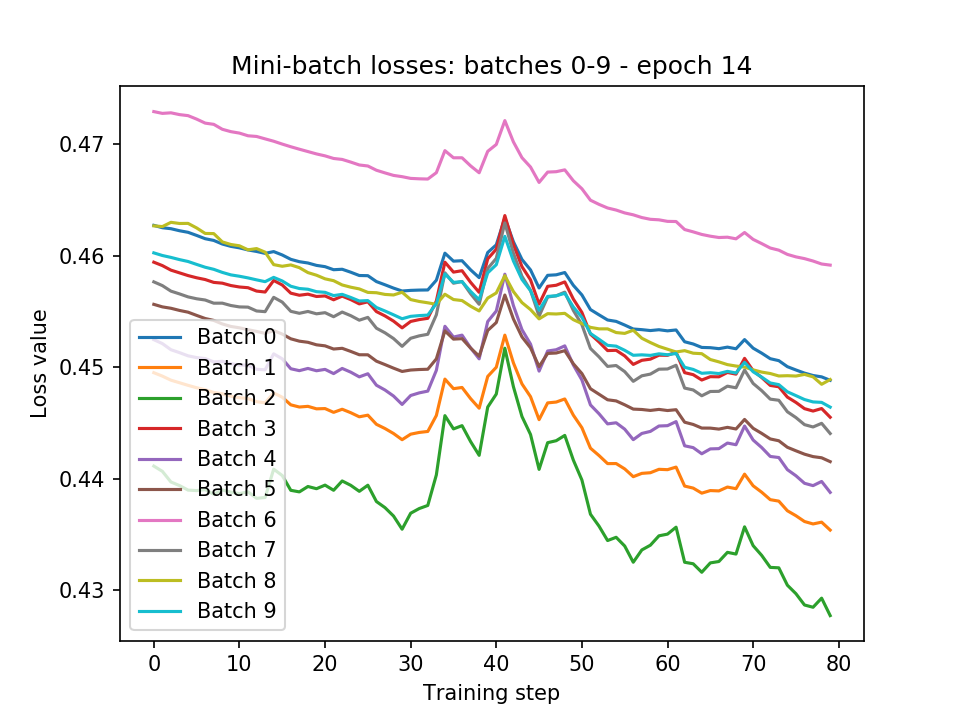 Mini-batch losses: batches 0-9 - epoch 14
Loss value
0.47
0.46
0.45
0.44
0.43
Batch 0
Batch 1
Batch 2
Batch 3
Batch 4
Batch 5
Batch 6
Batch 7
Batch 8
Batch 9
0 10 20 30 40 50 60 70 80
Training step